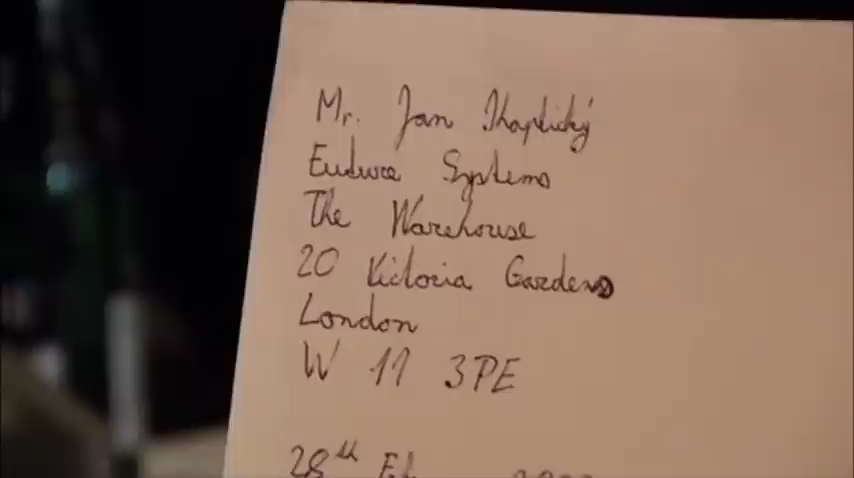 Mr. Jan Kaplický
Future Systems
The Warehouse
20 Victoria Gardens
London
W 11 3PE
28th